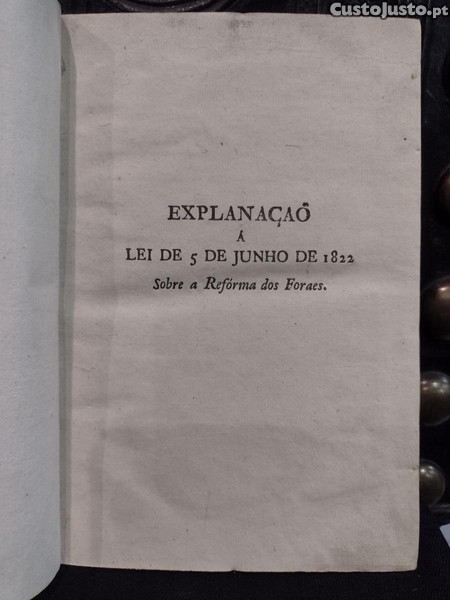 CustoJusto.pt
EXPLANAÇAÕ
Á
LEI DE 5 DE JUNHO DE 1822
Sobre a Refórma dos Foraes.